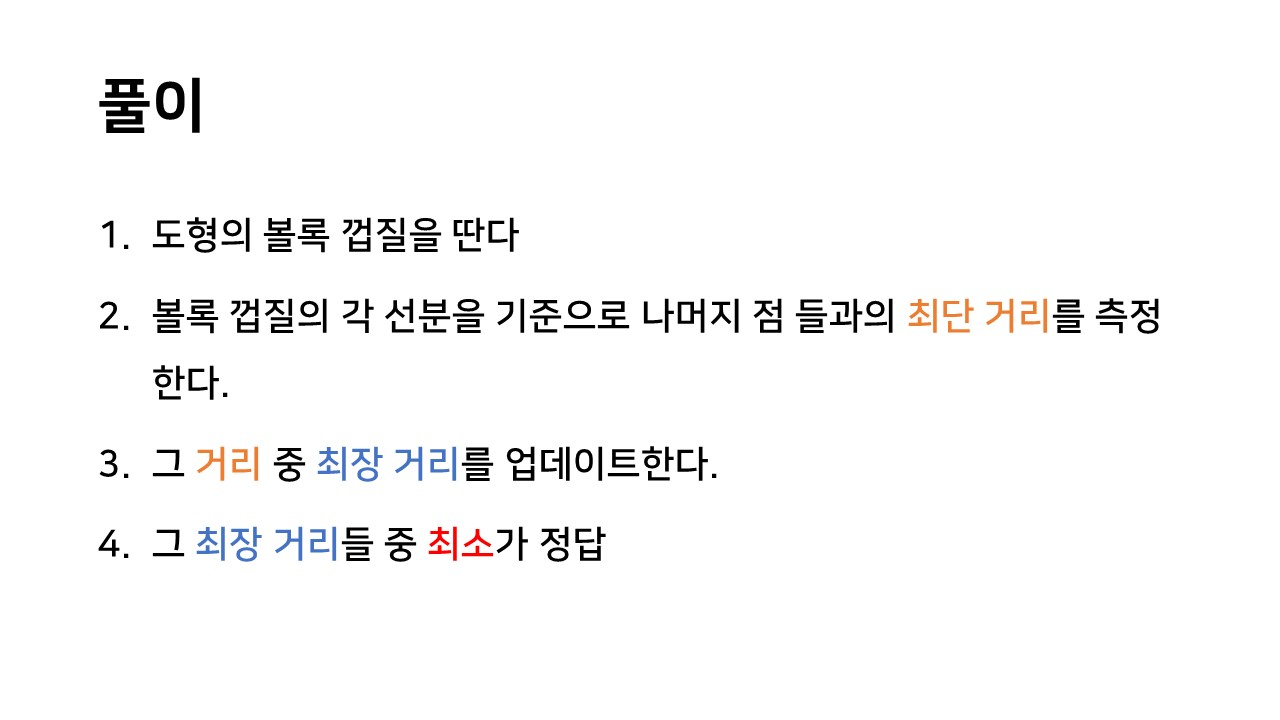 풀이
1. 도형의 볼록 껍질을 딴다
2. 볼록 껍질의 각 선분을 기준으로 나머지 점 들과의 최단 거리를 측정
한다.
3. 그 거리 중 최장 거리를 업데이트한다.
4. 그 최장 거리들 중 최소가 정답